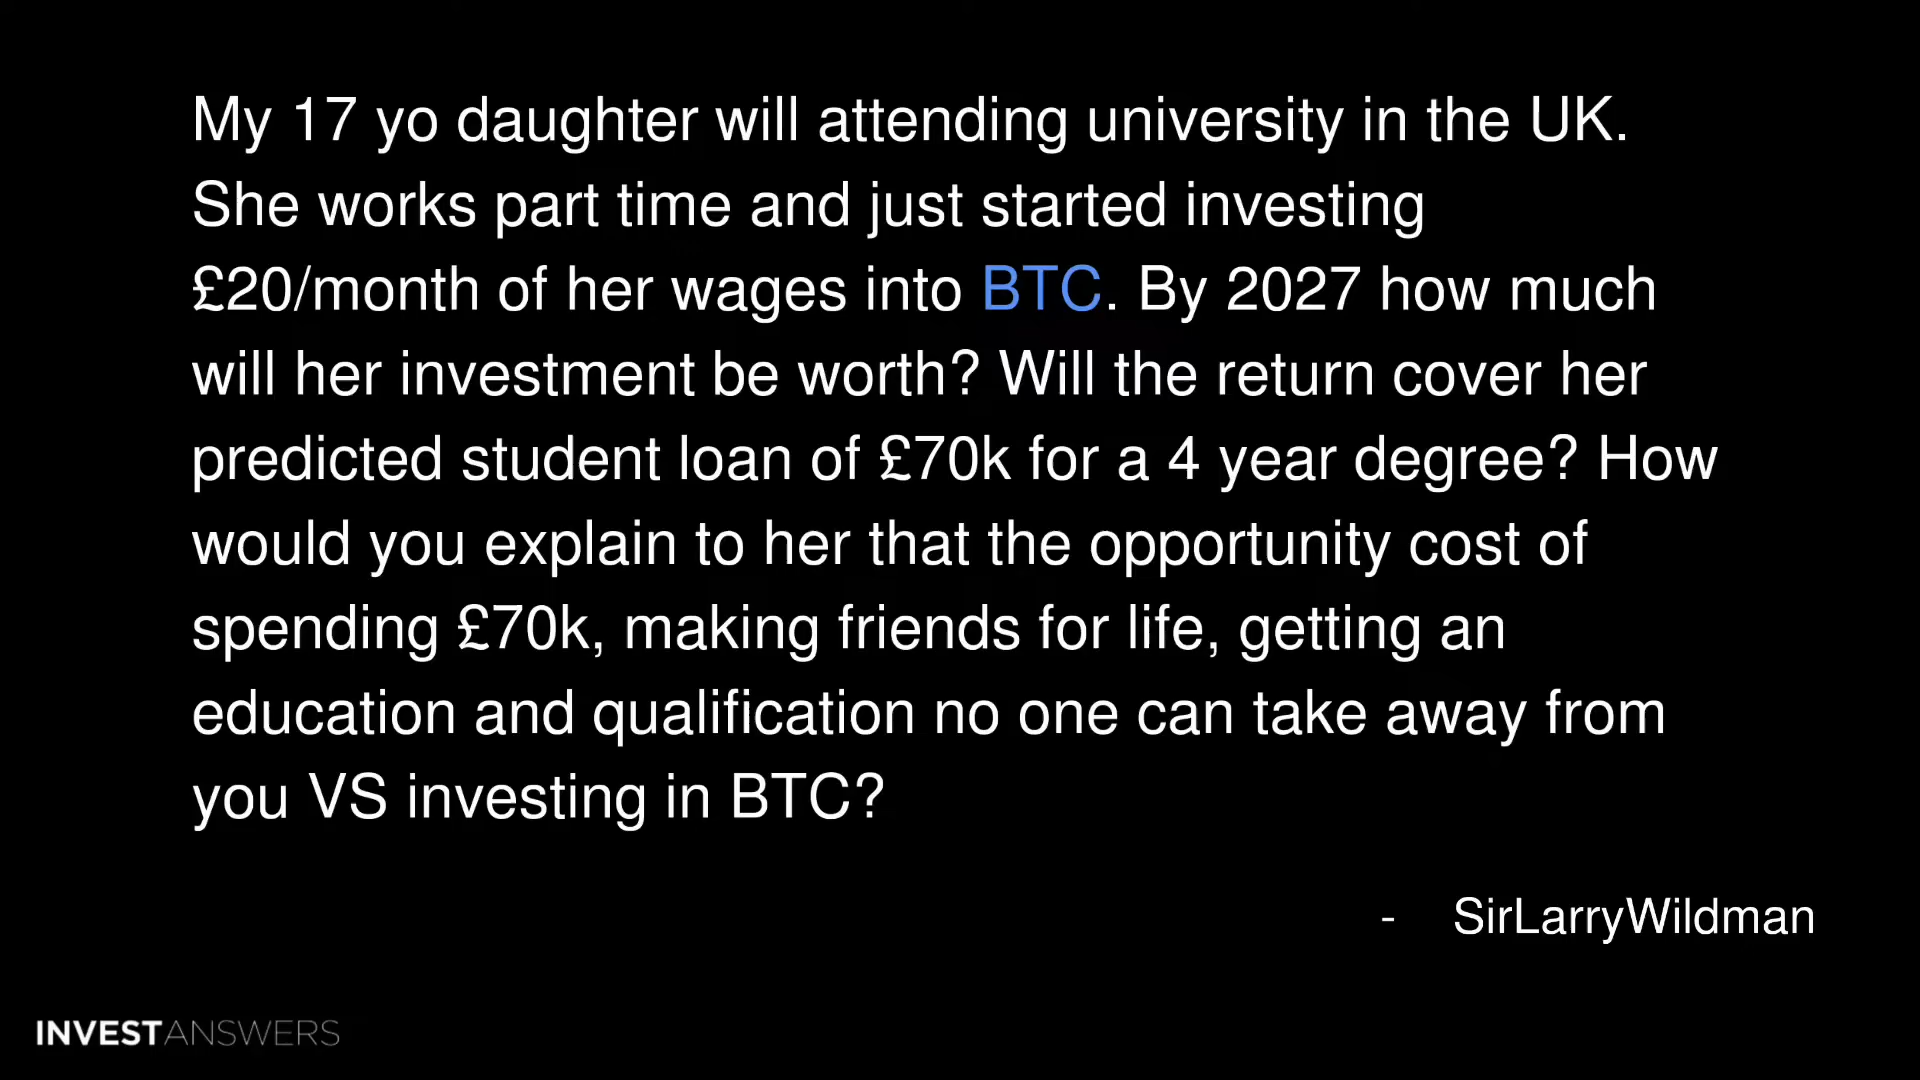 My 17 yo daughter will attending university in the UK.
She works part time and just started investing
£20/month of her wages into BTC. By 2027 how much
will her investment be worth? Will the return cover her
predicted student loan of £70k for a 4 year degree? How
would you explain to her that the opportunity cost of
spending £70k, making friends for life, getting an
education and qualification no one can take away from
you VS investing in BTC?
- SirLarryWildman
INVESTANSWERS